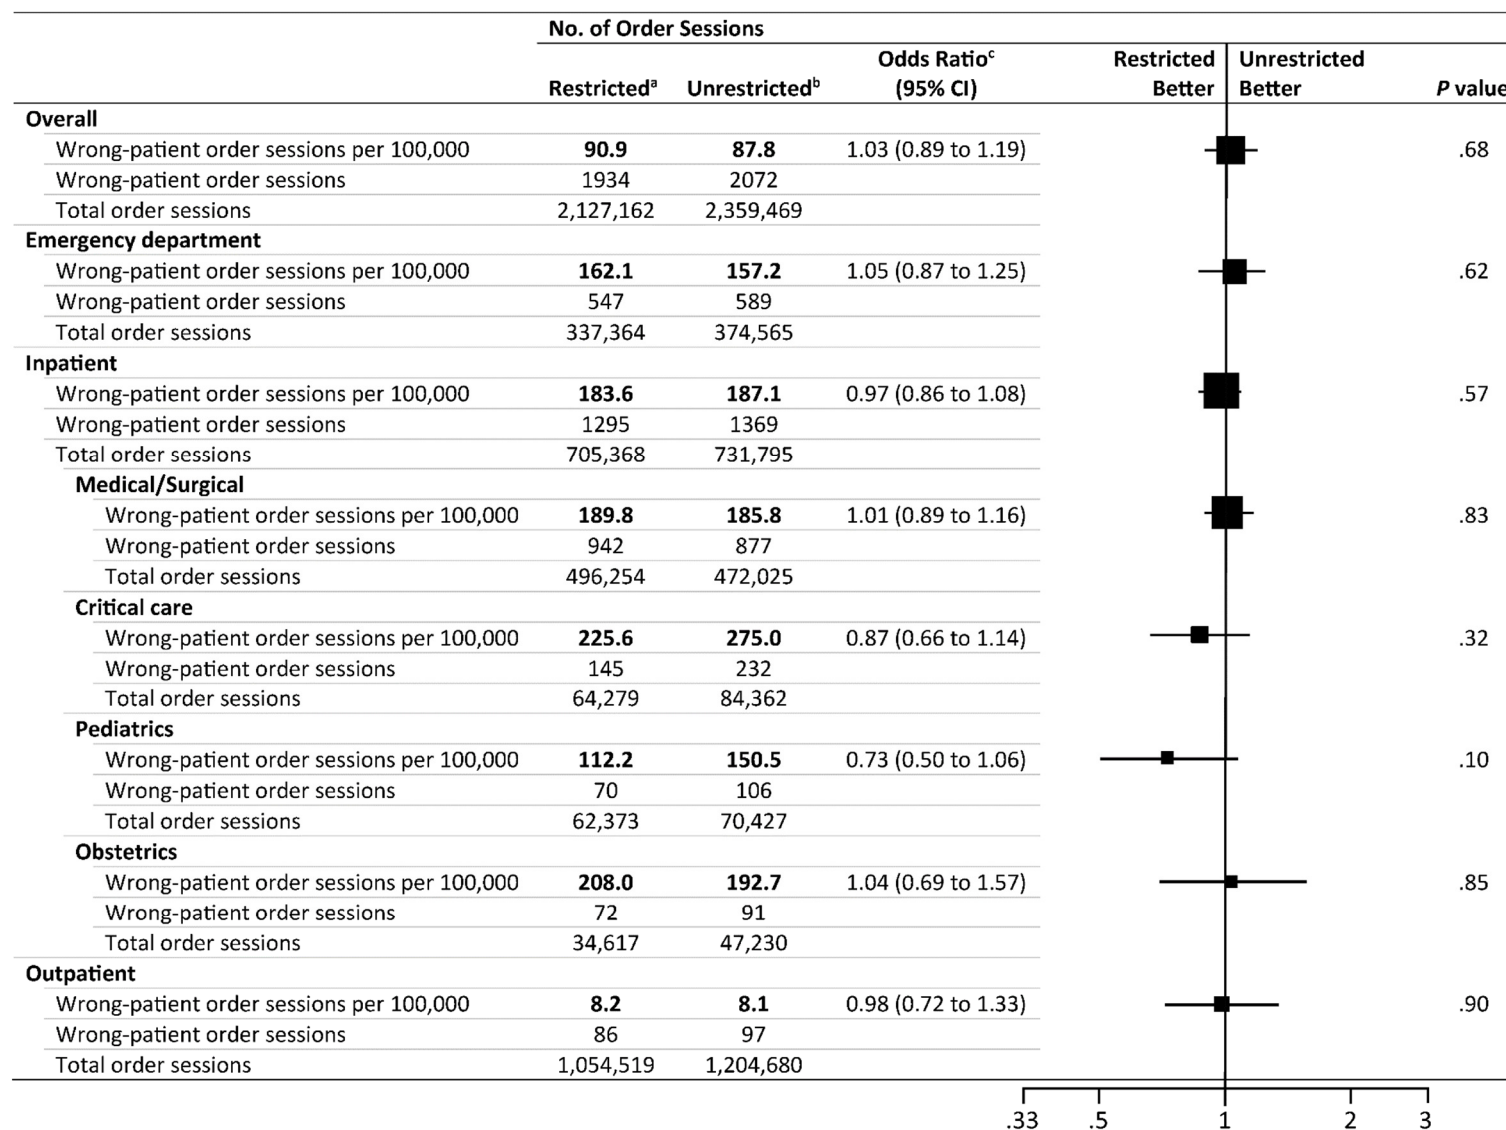 No. of Order Sessions
Odds Ratioᶜ Restricted Unrestricted
Restrictedᵃ Unrestrictedᵇ (95% CI) Better Better P value
Overall
Wrong-patient order sessions per 100,000 90.9 87.8 1.03 (0.89 to 1.19) .68
Wrong-patient order sessions 1934 2072
Total order sessions 2,127,162 2,359,469
Emergency department
Wrong-patient order sessions per 100,000 162.1 157.2 1.05 (0.87 to 1.25) .62
Wrong-patient order sessions 547 589
Total order sessions 337,364 374,565
Inpatient
Wrong-patient order sessions per 100,000 183.6 187.1 0.97 (0.86 to 1.08) .57
Wrong-patient order sessions 1295 1369
Total order sessions 705,368 731,795
Medical/Surgical
Wrong-patient order sessions per 100,000 189.8 185.8 1.01 (0.89 to 1.16) .83
Wrong-patient order sessions 942 877
Total order sessions 496,254 472,025
Critical care
Wrong-patient order sessions per 100,000 225.6 275.0 0.87 (0.66 to 1.14) .32
Wrong-patient order sessions 145 232
Total order sessions 64,279 84,362
Pediatrics
Wrong-patient order sessions per 100,000 112.2 150.5 0.73 (0.50 to 1.06) .10
Wrong-patient order sessions 70 106
Total order sessions 62,373 70,427
Obstetrics
Wrong-patient order sessions per 100,000 208.0 192.7 1.04 (0.69 to 1.57) .85
Wrong-patient order sessions 72 91
Total order sessions 34,617 47,230
Outpatient
Wrong-patient order sessions per 100,000 8.2 8.1 0.98 (0.72 to 1.33) .90
Wrong-patient order sessions 86 97
Total order sessions 1,054,519 1,204,680
.33 .5 1 2 3